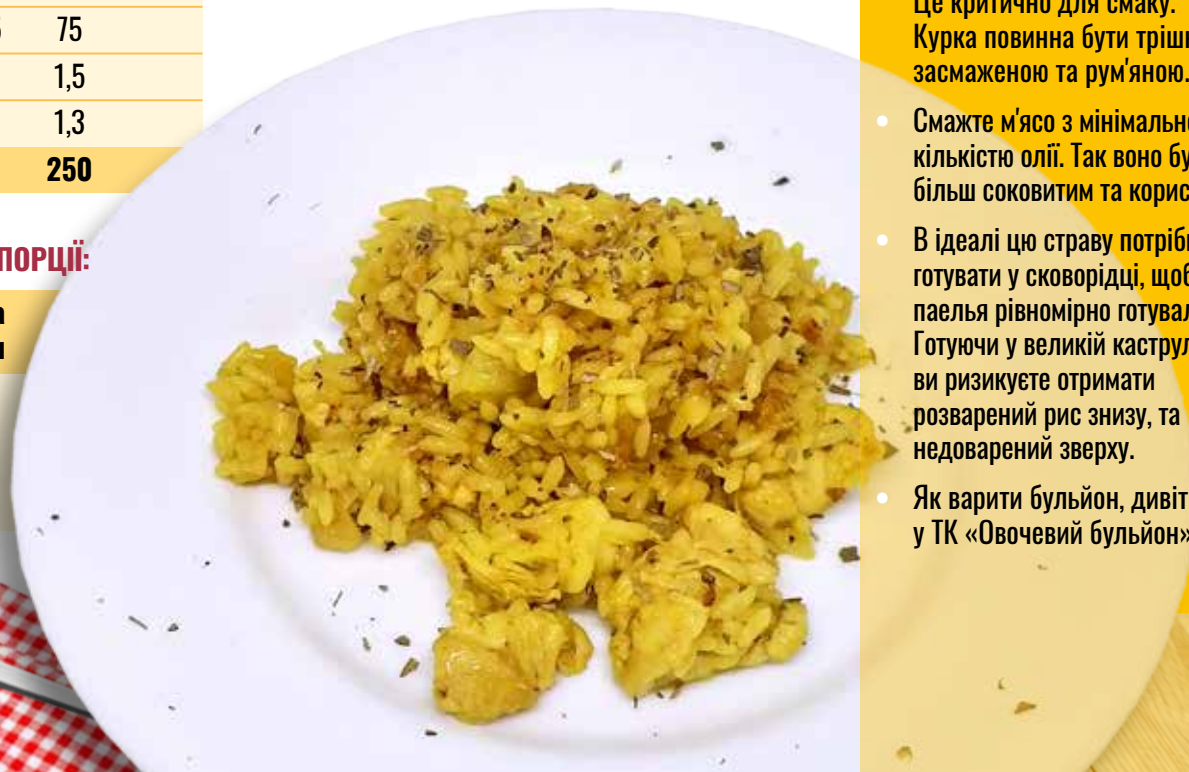 75
1,5
1,3
250
ПОРЦІЇ:
Це критично для смаку.
Курка повинна бути трішк
засмаженою та рум'яною.
Смажте м'ясо з мінімально
кількістю олії. Так воно бу
більш соковитим та корис
В ідеалі цю страву потрібн
готувати у сковорідці, щоб
паелья рівномірно готувал
Готуючи у великій каструл
ви ризикуєте отримати
розварений рис знизу, та
недоварений зверху.
Як варити бульйон, дивіт
у ТК «Овочевий бульйон»